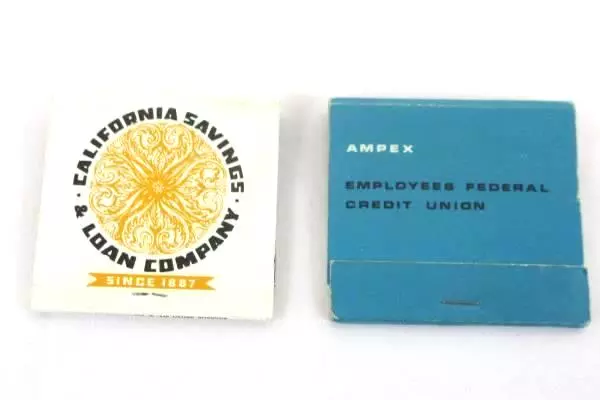 CALIFORNIA SAVINGS
& LOAN COMPANY
SINCE 1887
AMPEX
EMPLOYEES FEDERAL
CREDIT UNION